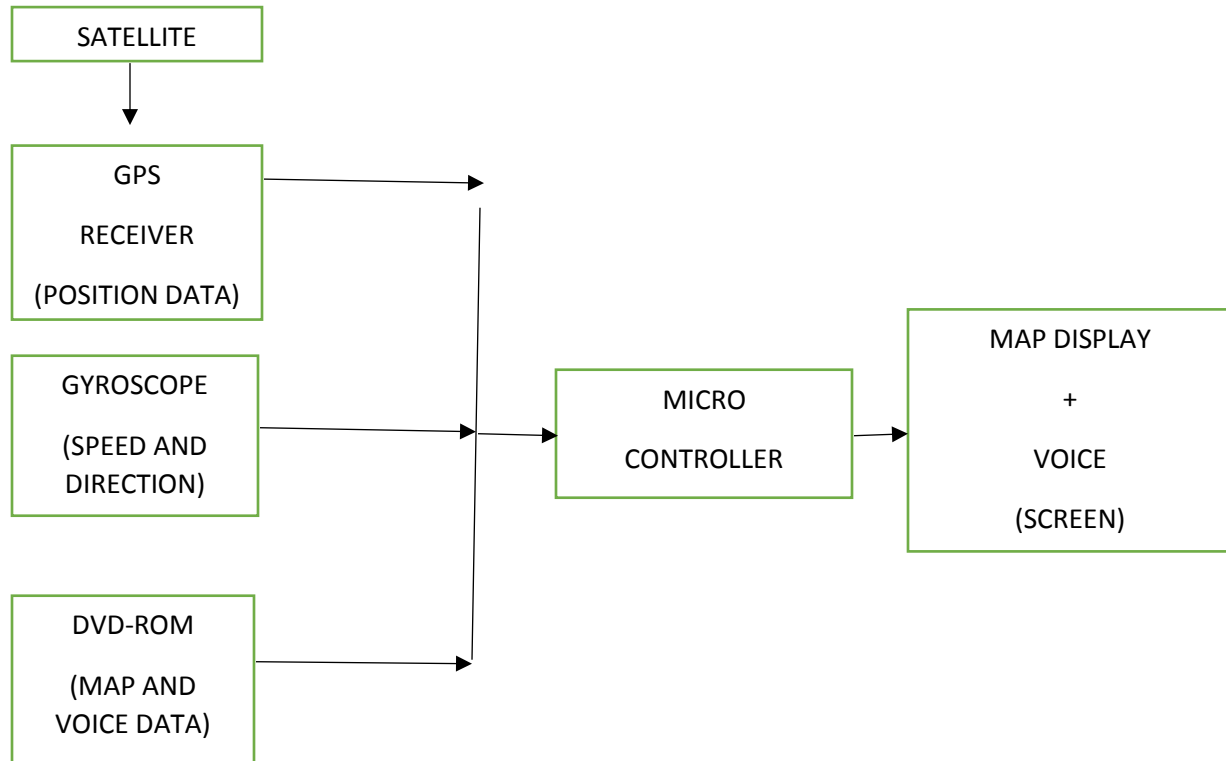 SATELLITE
GPS
RECEIVER
(POSITION DATA)
GYROSCOPE
(SPEED AND
DIRECTION)
DVD-ROM
(MAP AND
VOICE DATA)
MICRO
CONTROLLER
MAP DISPLAY
+
VOICE
(SCREEN)